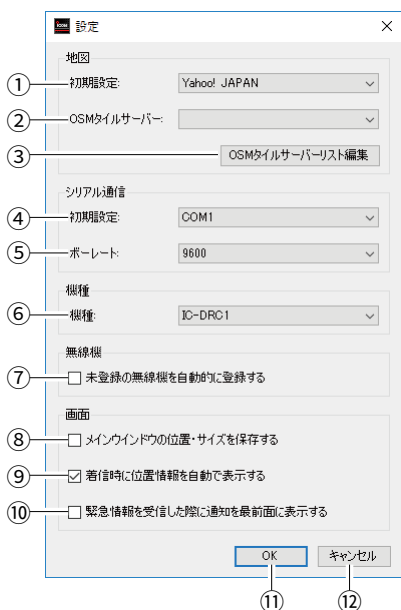 設定
地図
① 初期設定: Yahoo! JAPAN
② OSMタイルサーバー:
③ OSMタイルサーバーリスト編集
シリアル通信
④ 初期設定: COM1
⑤ ボーレート: 9600
機種
⑥ 機種: IC-DRC1
無線機
⑦ 未登録の無線機を自動的に登録する
画面
⑧ メインウインドウの位置・サイズを保存する
⑨ 着信時に位置情報を自動で表示する
⑩ 緊急情報を受信した際に通知を最前面に表示する
OK キャンセル
⑪ ⑫